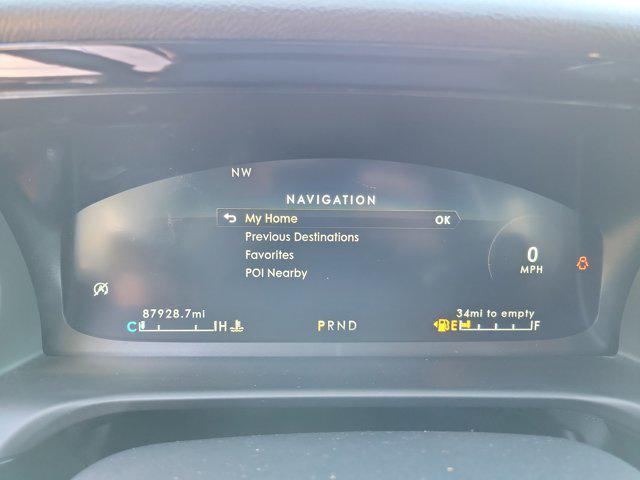 NW
NAVIGATION
My Home OK
Previous Destinations
Favorites
POI Nearby
0
MPH
87928.7mi
34mi to empty
C H
PRND
E F